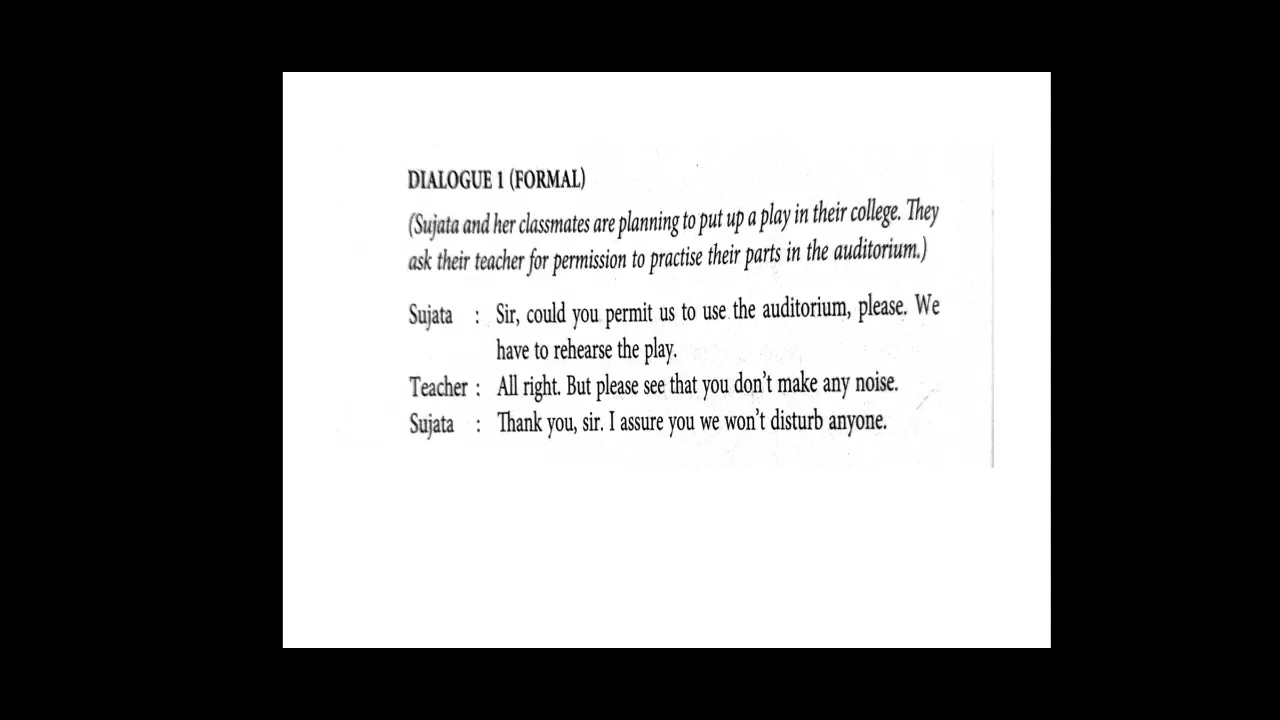 DIALOGUE 1 (FORMAL)
(Sujata and her classmates are planning to put up a play in their college. They
ask their teacher for permission to practise their parts in the auditorium.)
Sujata : Sir, could you permit us to use the auditorium, please. We
have to rehearse the play.
Teacher : All right. But please see that you don't make any noise.
Sujata : Thank you, sir. I assure you we won't disturb anyone.